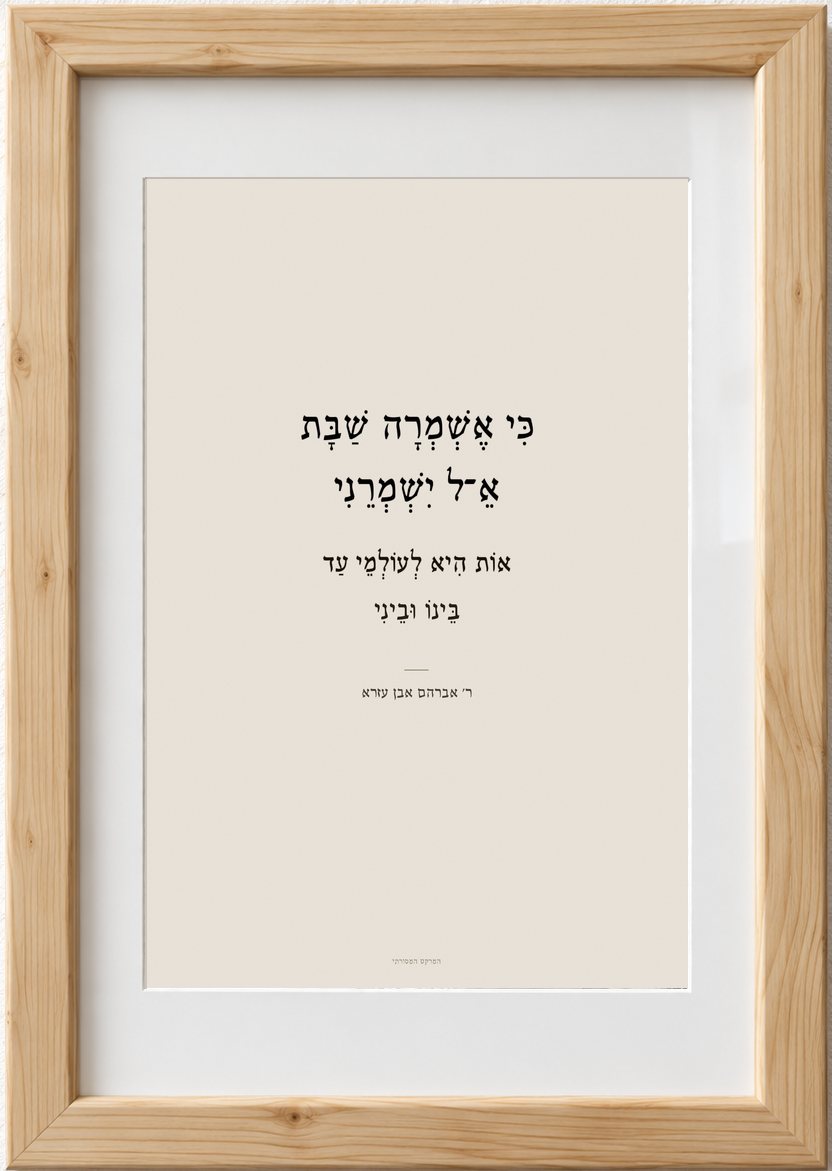 כִּי אֶשְׁמְרָה שַׁבָּת
אֵ־ל יִשְׁמְרֵנִי
אוֹת הִיא לְעוֹלְמֵי עַד
בֵּינוֹ וּבֵינִי
ר׳ אברהם אבן עזרא